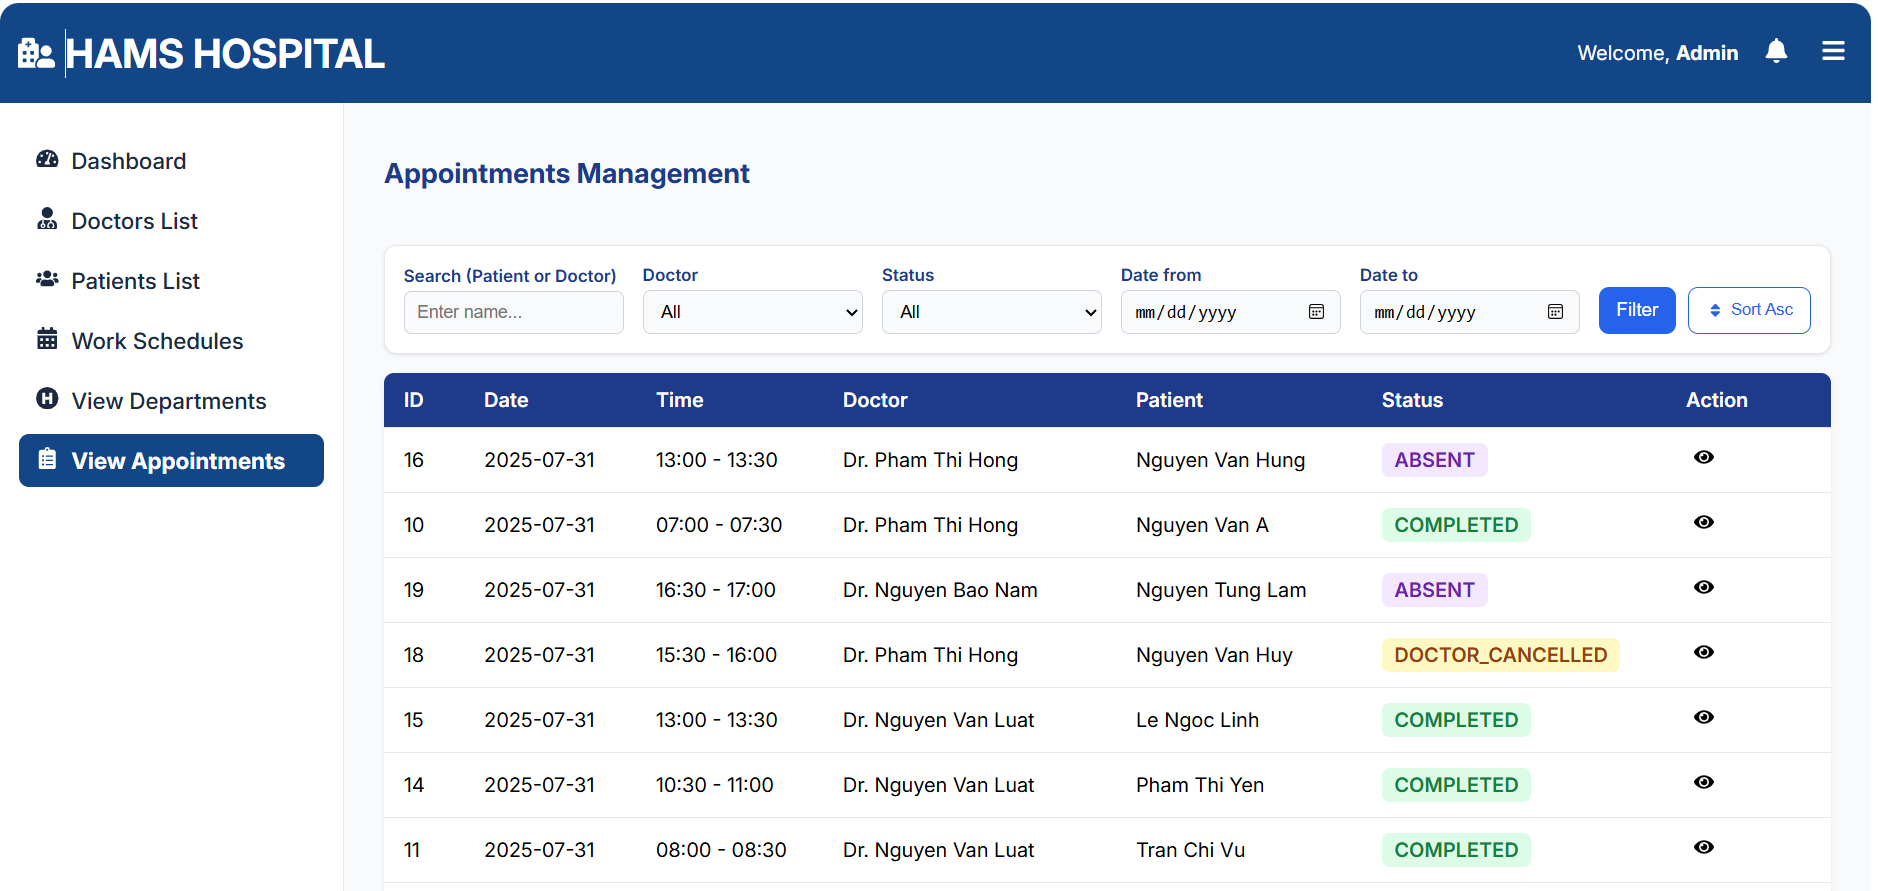 HAMS HOSPITAL
Welcome, Admin
Dashboard
Doctors List
Patients List
Work Schedules
View Departments
View Appointments
Appointments Management
Search (Patient or Doctor) Doctor Status Date from Date to
Enter name... All All mm/dd/yyyy mm/dd/yyyy Filter Sort Asc
ID Date Time Doctor Patient Status Action
16 2025-07-31 13:00 - 13:30 Dr. Pham Thi Hong Nguyen Van Hung ABSENT
10 2025-07-31 07:00 - 07:30 Dr. Pham Thi Hong Nguyen Van A COMPLETED
19 2025-07-31 16:30 - 17:00 Dr. Nguyen Bao Nam Nguyen Tung Lam ABSENT
18 2025-07-31 15:30 - 16:00 Dr. Pham Thi Hong Nguyen Van Huy DOCTOR_CANCELLED
15 2025-07-31 13:00 - 13:30 Dr. Nguyen Van Luat Le Ngoc Linh COMPLETED
14 2025-07-31 10:30 - 11:00 Dr. Nguyen Van Luat Pham Thi Yen COMPLETED
11 2025-07-31 08:00 - 08:30 Dr. Nguyen Van Luat Tran Chi Vu COMPLETED